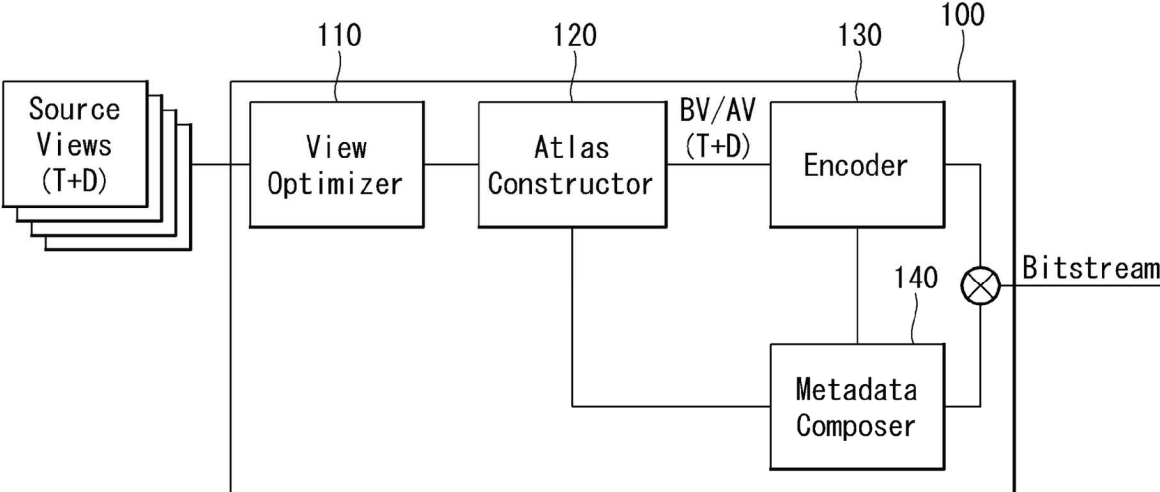 110
120
130
100
Source
Views
(T+D)
View
Optimizer
Atlas
Constructor
BV/AV
(T+D)
Encoder
Bitstream
140
Metadata
Composer